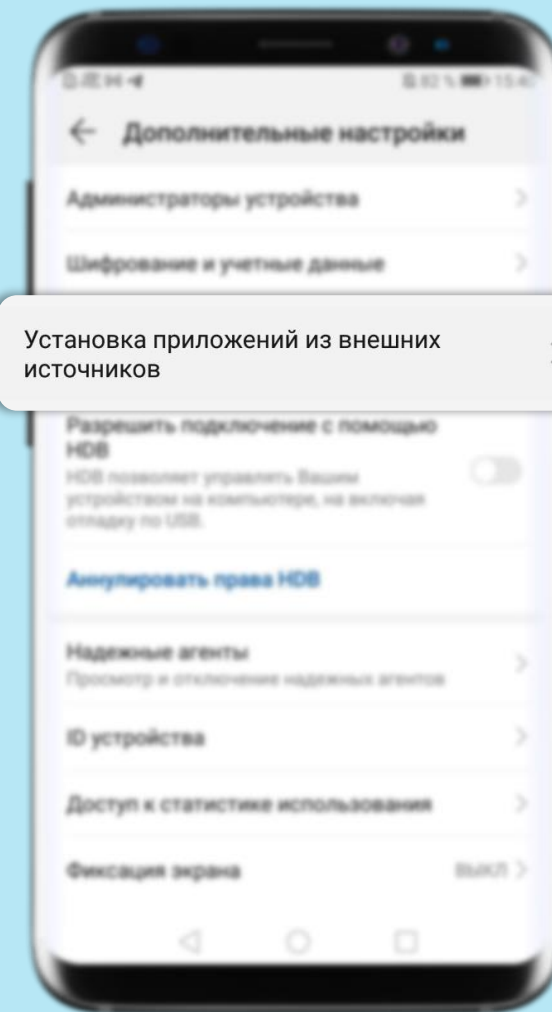 82 %
Дополнительные настройки
Администраторы устройства
Шифрование и учетные данные
Установка приложений из внешних
источников
Разрешить подключение с помощью
HDB
HDB позволяет управлять Вашим
устройством на компьютере, на включая
отладку по USB.
Аннулировать права HDB
Надежные агенты
Просмотр и отключение надежных агентов
ID устройства
Доступ к статистике использования
Фиксация экрана
ВЫКЛ